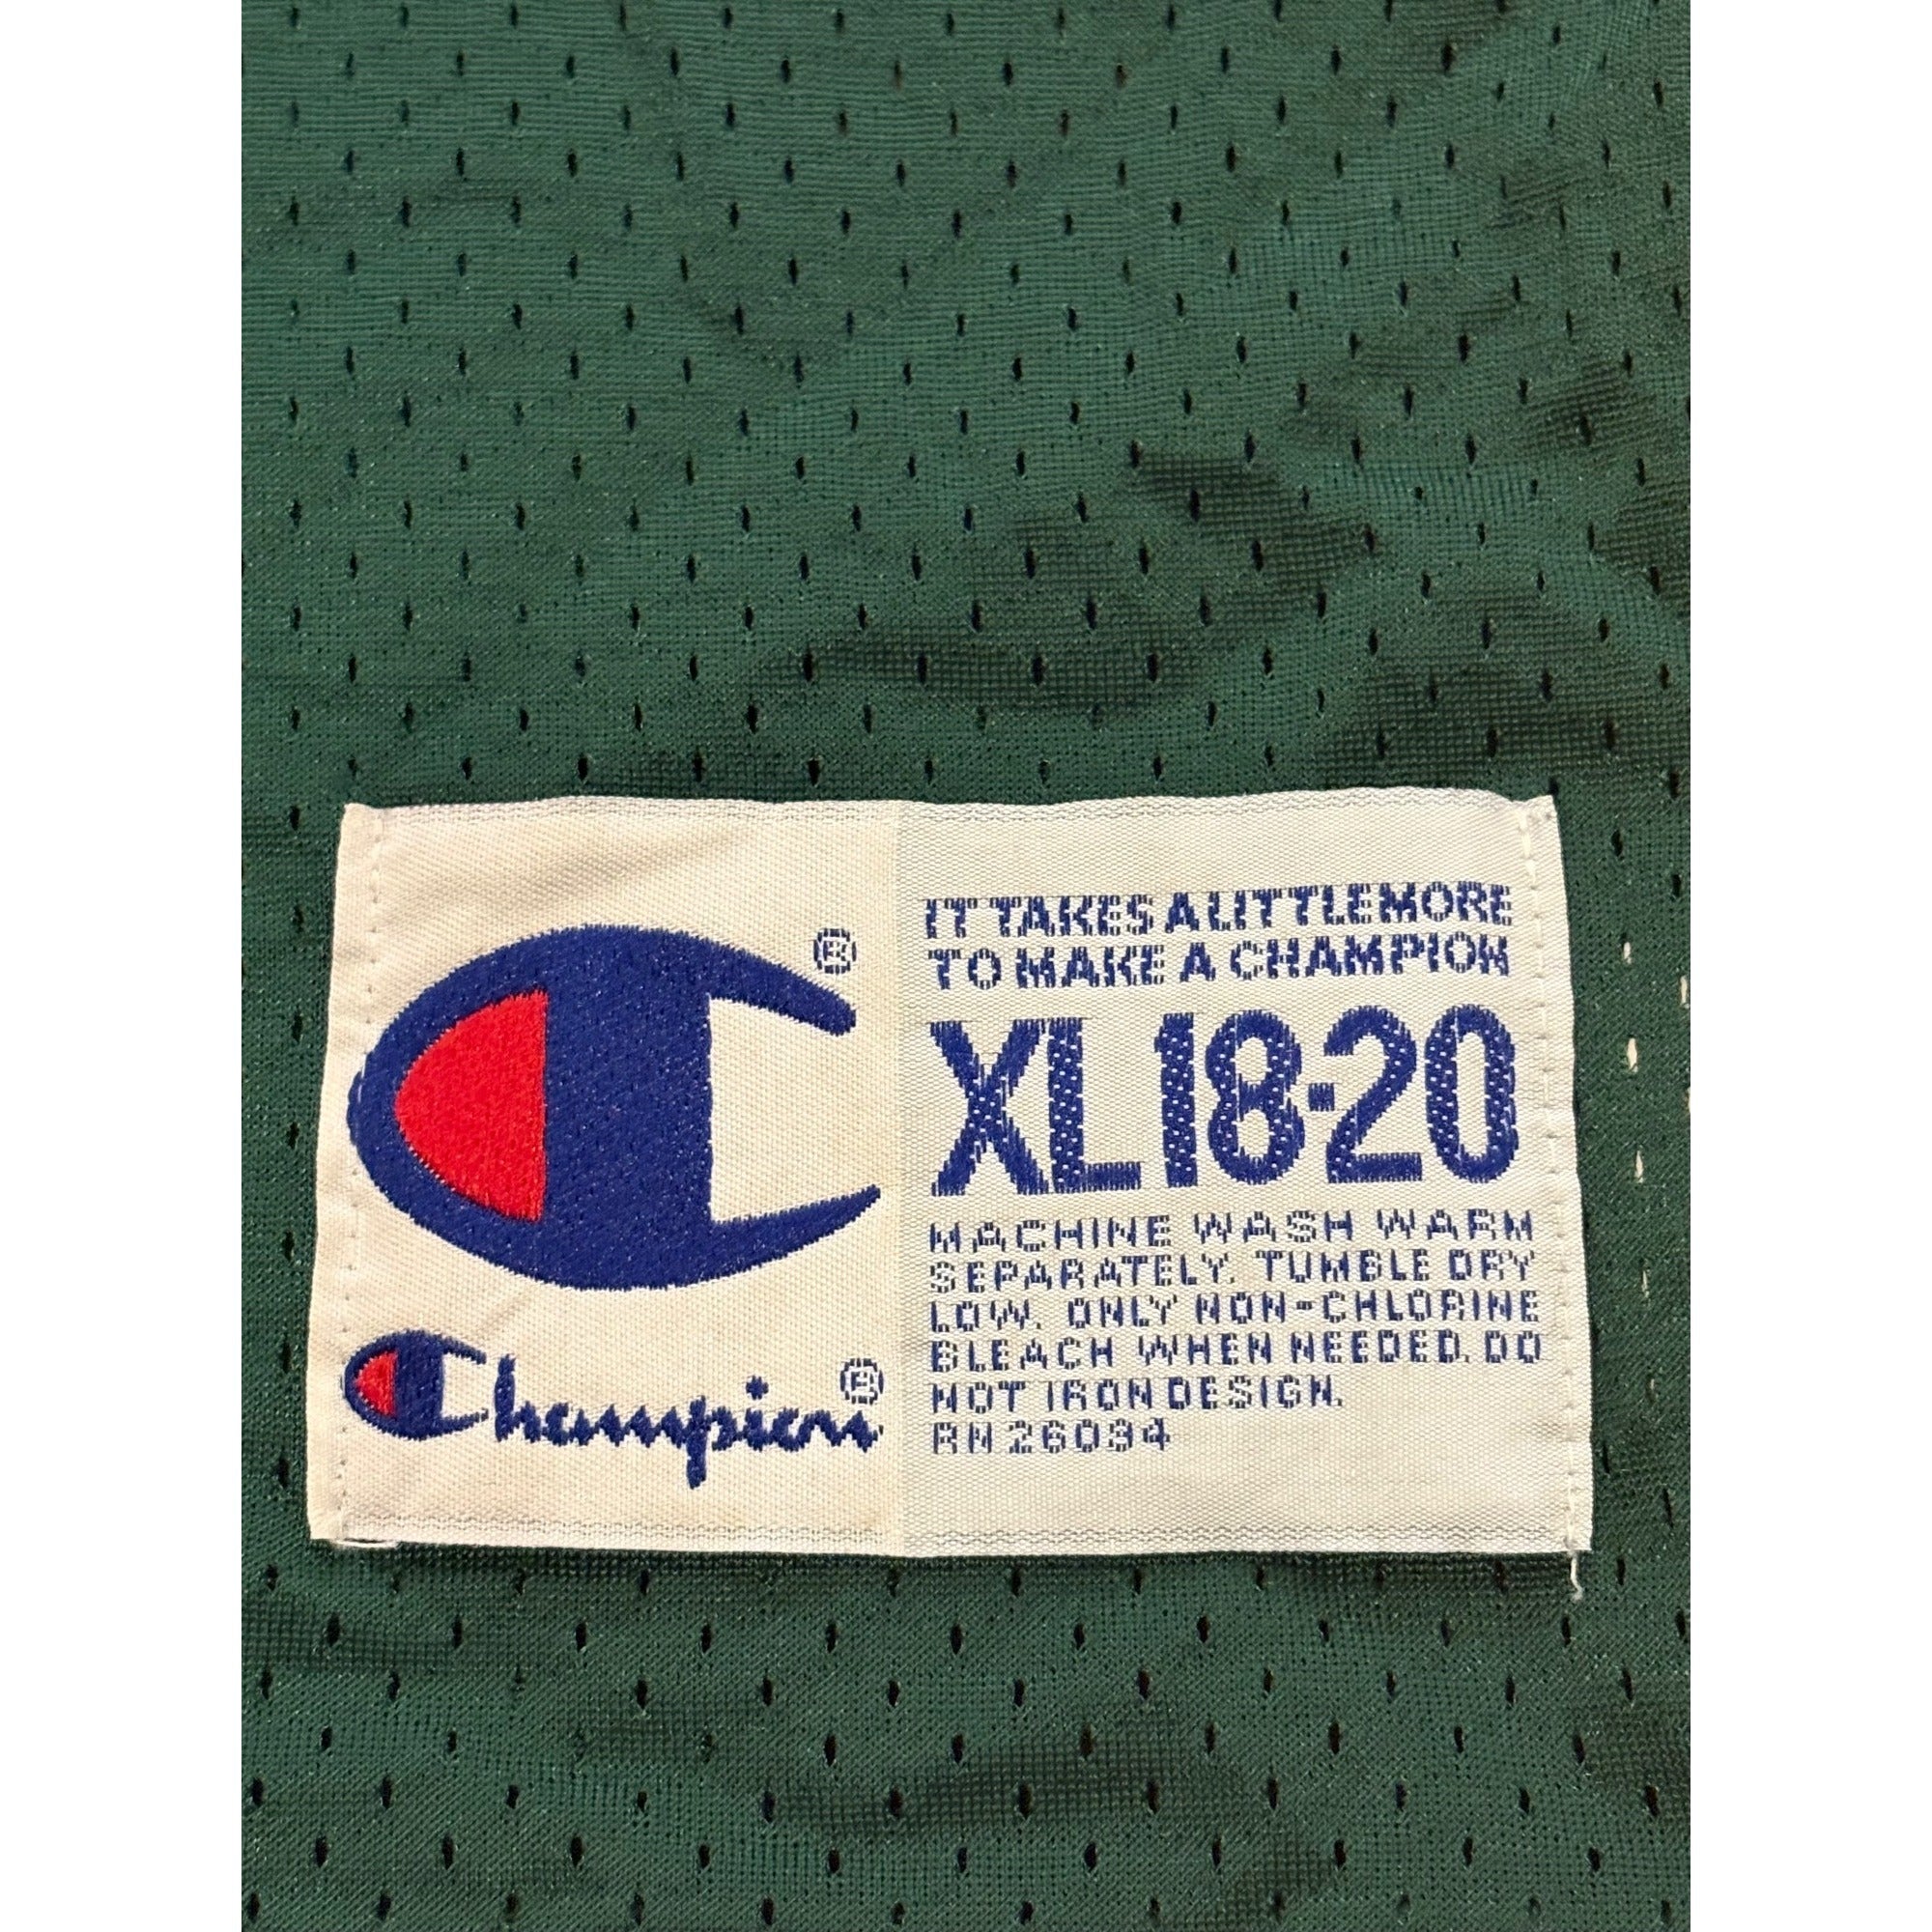 ®
Champion®
IT TAKES A LITTLE MORE
TO MAKE A CHAMPION
XL 18-20
MACHINE WASH WARM
SEPARATELY. TUMBLE DRY
LOW. ONLY NON-CHLORINE
BLEACH WHEN NEEDED. DO
NOT IRON DESIGN.
RN 26094